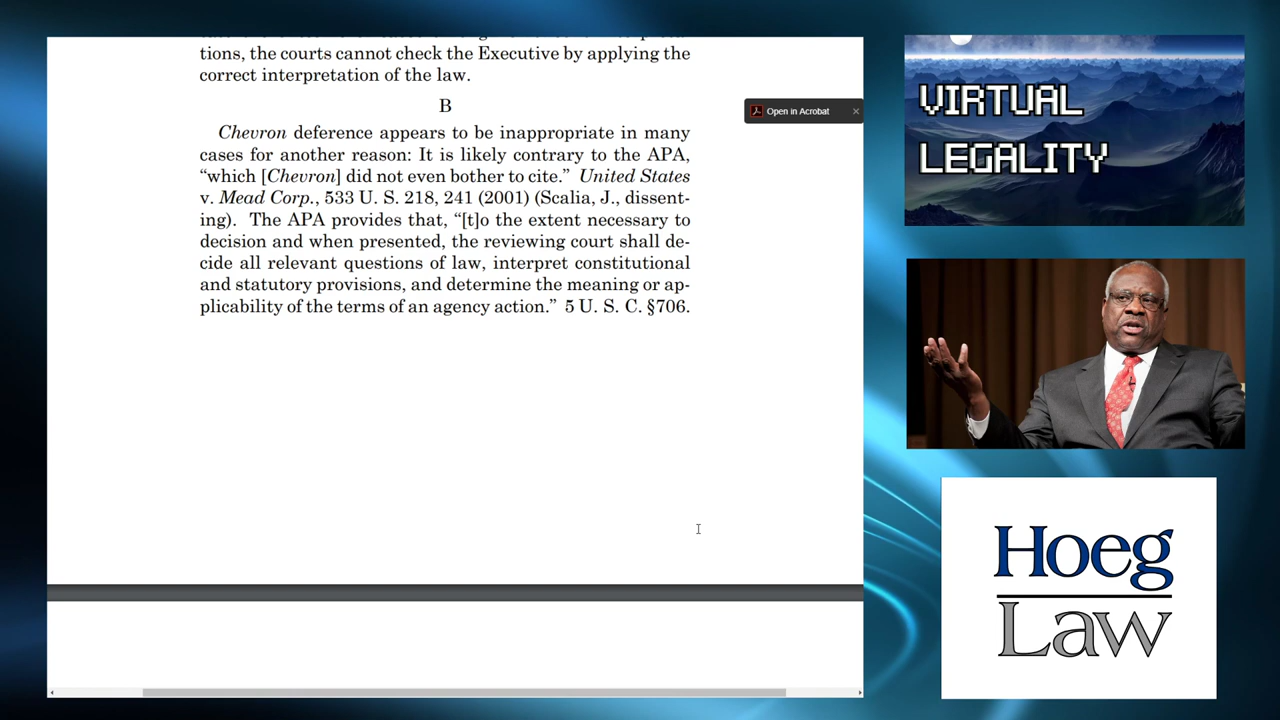 tions, the courts cannot check the Executive by applying the
correct interpretation of the law.
B
Chevron deference appears to be inappropriate in many
cases for another reason: It is likely contrary to the APA,
“which [Chevron] did not even bother to cite.” United States
v. Mead Corp., 533 U. S. 218, 241 (2001) (Scalia, J., dissent-
ing). The APA provides that, “[t]o the extent necessary to
decision and when presented, the reviewing court shall de-
cide all relevant questions of law, interpret constitutional
and statutory provisions, and determine the meaning or ap-
plicability of the terms of an agency action.” 5 U. S. C. §706.
Open in Acrobat
VIRTUAL
LEGALITY
Hoeg
Law